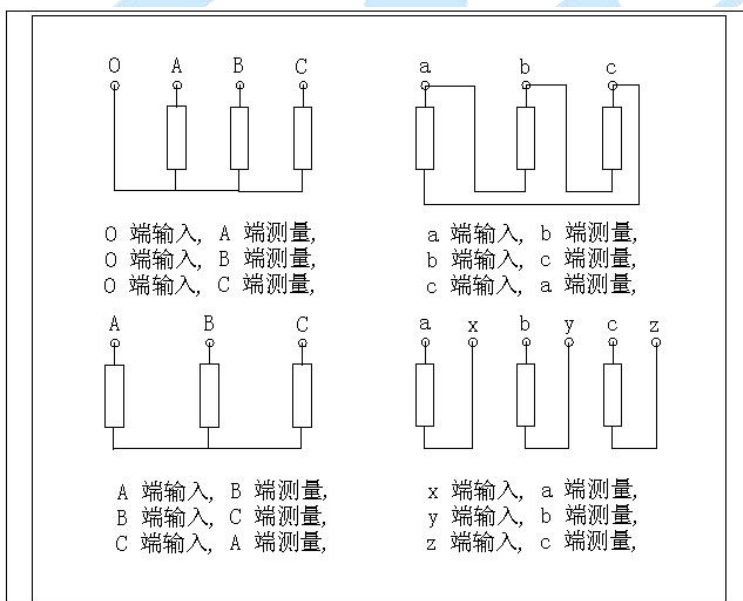 O A B C
O 端输入, A 端测量,
O 端输入, B 端测量,
O 端输入, C 端测量,
a b c
a 端输入, b 端测量,
b 端输入, c 端测量,
c 端输入, a 端测量,
A B C
A 端输入, B 端测量,
B 端输入, C 端测量,
C 端输入, A 端测量,
a x b y c z
x 端输入, a 端测量,
y 端输入, b 端测量,
z 端输入, c 端测量,